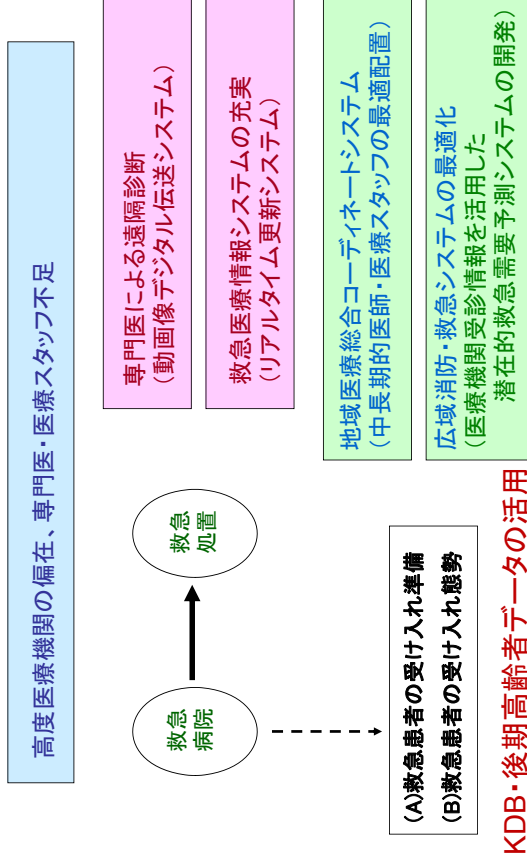 高度医療機関の偏在、専門医・医療スタッフ不足
救急
病院
救急
処置
専門医による遠隔診断
(動画像デジタル伝送システム)
救急医療情報システムの充実
(リアルタイム更新システム)
(A)救急患者の受け入れ準備
(B)救急患者の受け入れ態勢
地域医療総合コーディネートシステム
(中長期的医師・医療スタッフの最適配置)
広域消防・救急システムの最適化
(医療機関受診情報を活用した
潜在的救急需要予測システムの開発)
KDB・後期高齢者データの活用